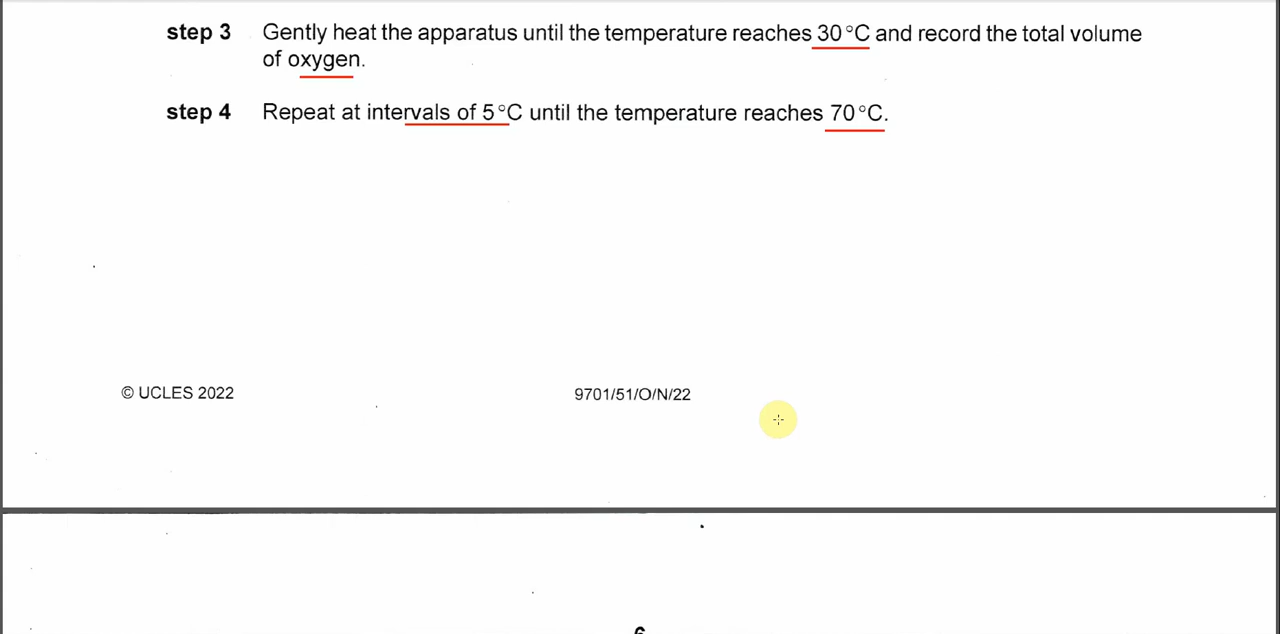 step 3 Gently heat the apparatus until the temperature reaches 30 °C and record the total volume
of oxygen.
step 4 Repeat at intervals of 5 °C until the temperature reaches 70 °C.
© UCLES 2022 9701/51/O/N/22